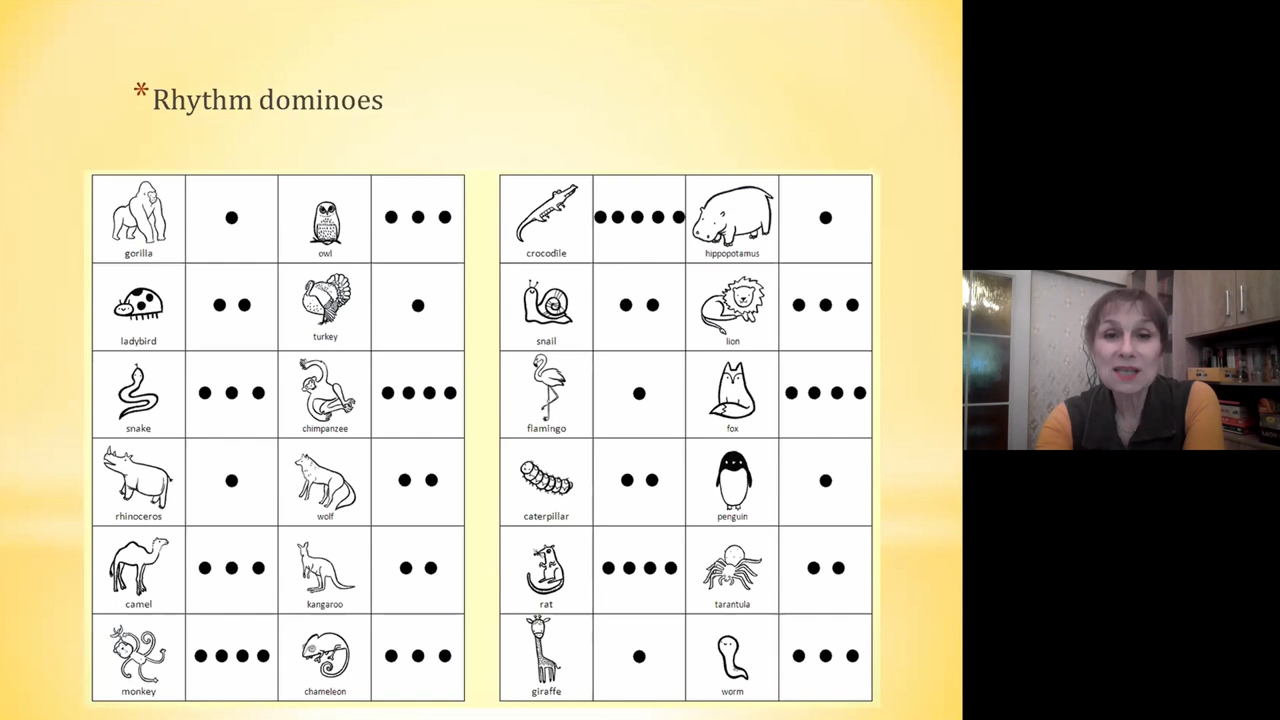 * Rhythm dominoes
gorilla
owl
crocodile
hippopotamus
ladybird
turkey
snail
lion
snake
chimpanzee
flamingo
fox
rhinoceros
wolf
caterpillar
penguin
camel
kangaroo
rat
tarantula
monkey
chameleon
giraffe
worm